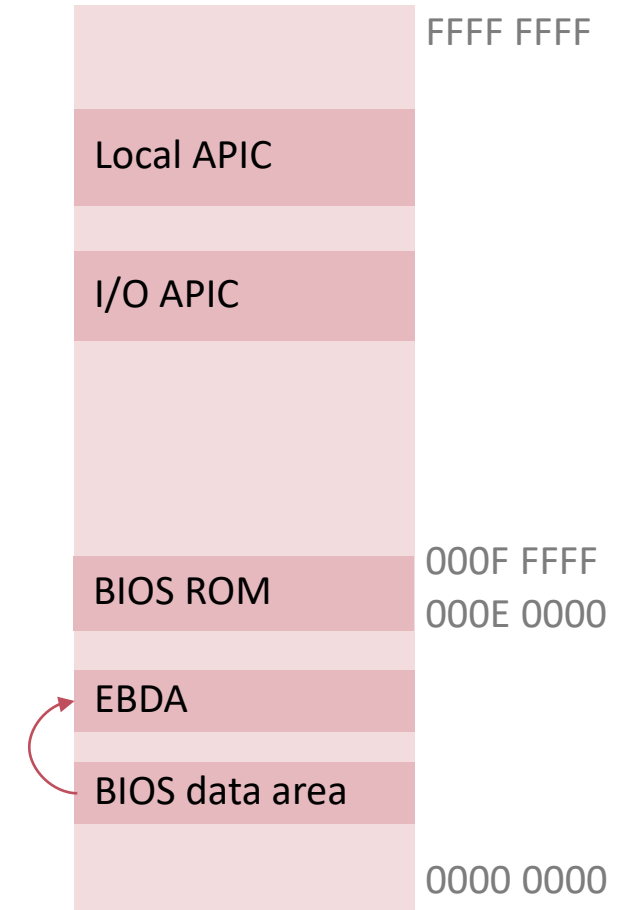 FFFF FFFF
Local APIC
I/O APIC
000F FFFF
BIOS ROM
000E 0000
EBDA
BIOS data area
0000 0000